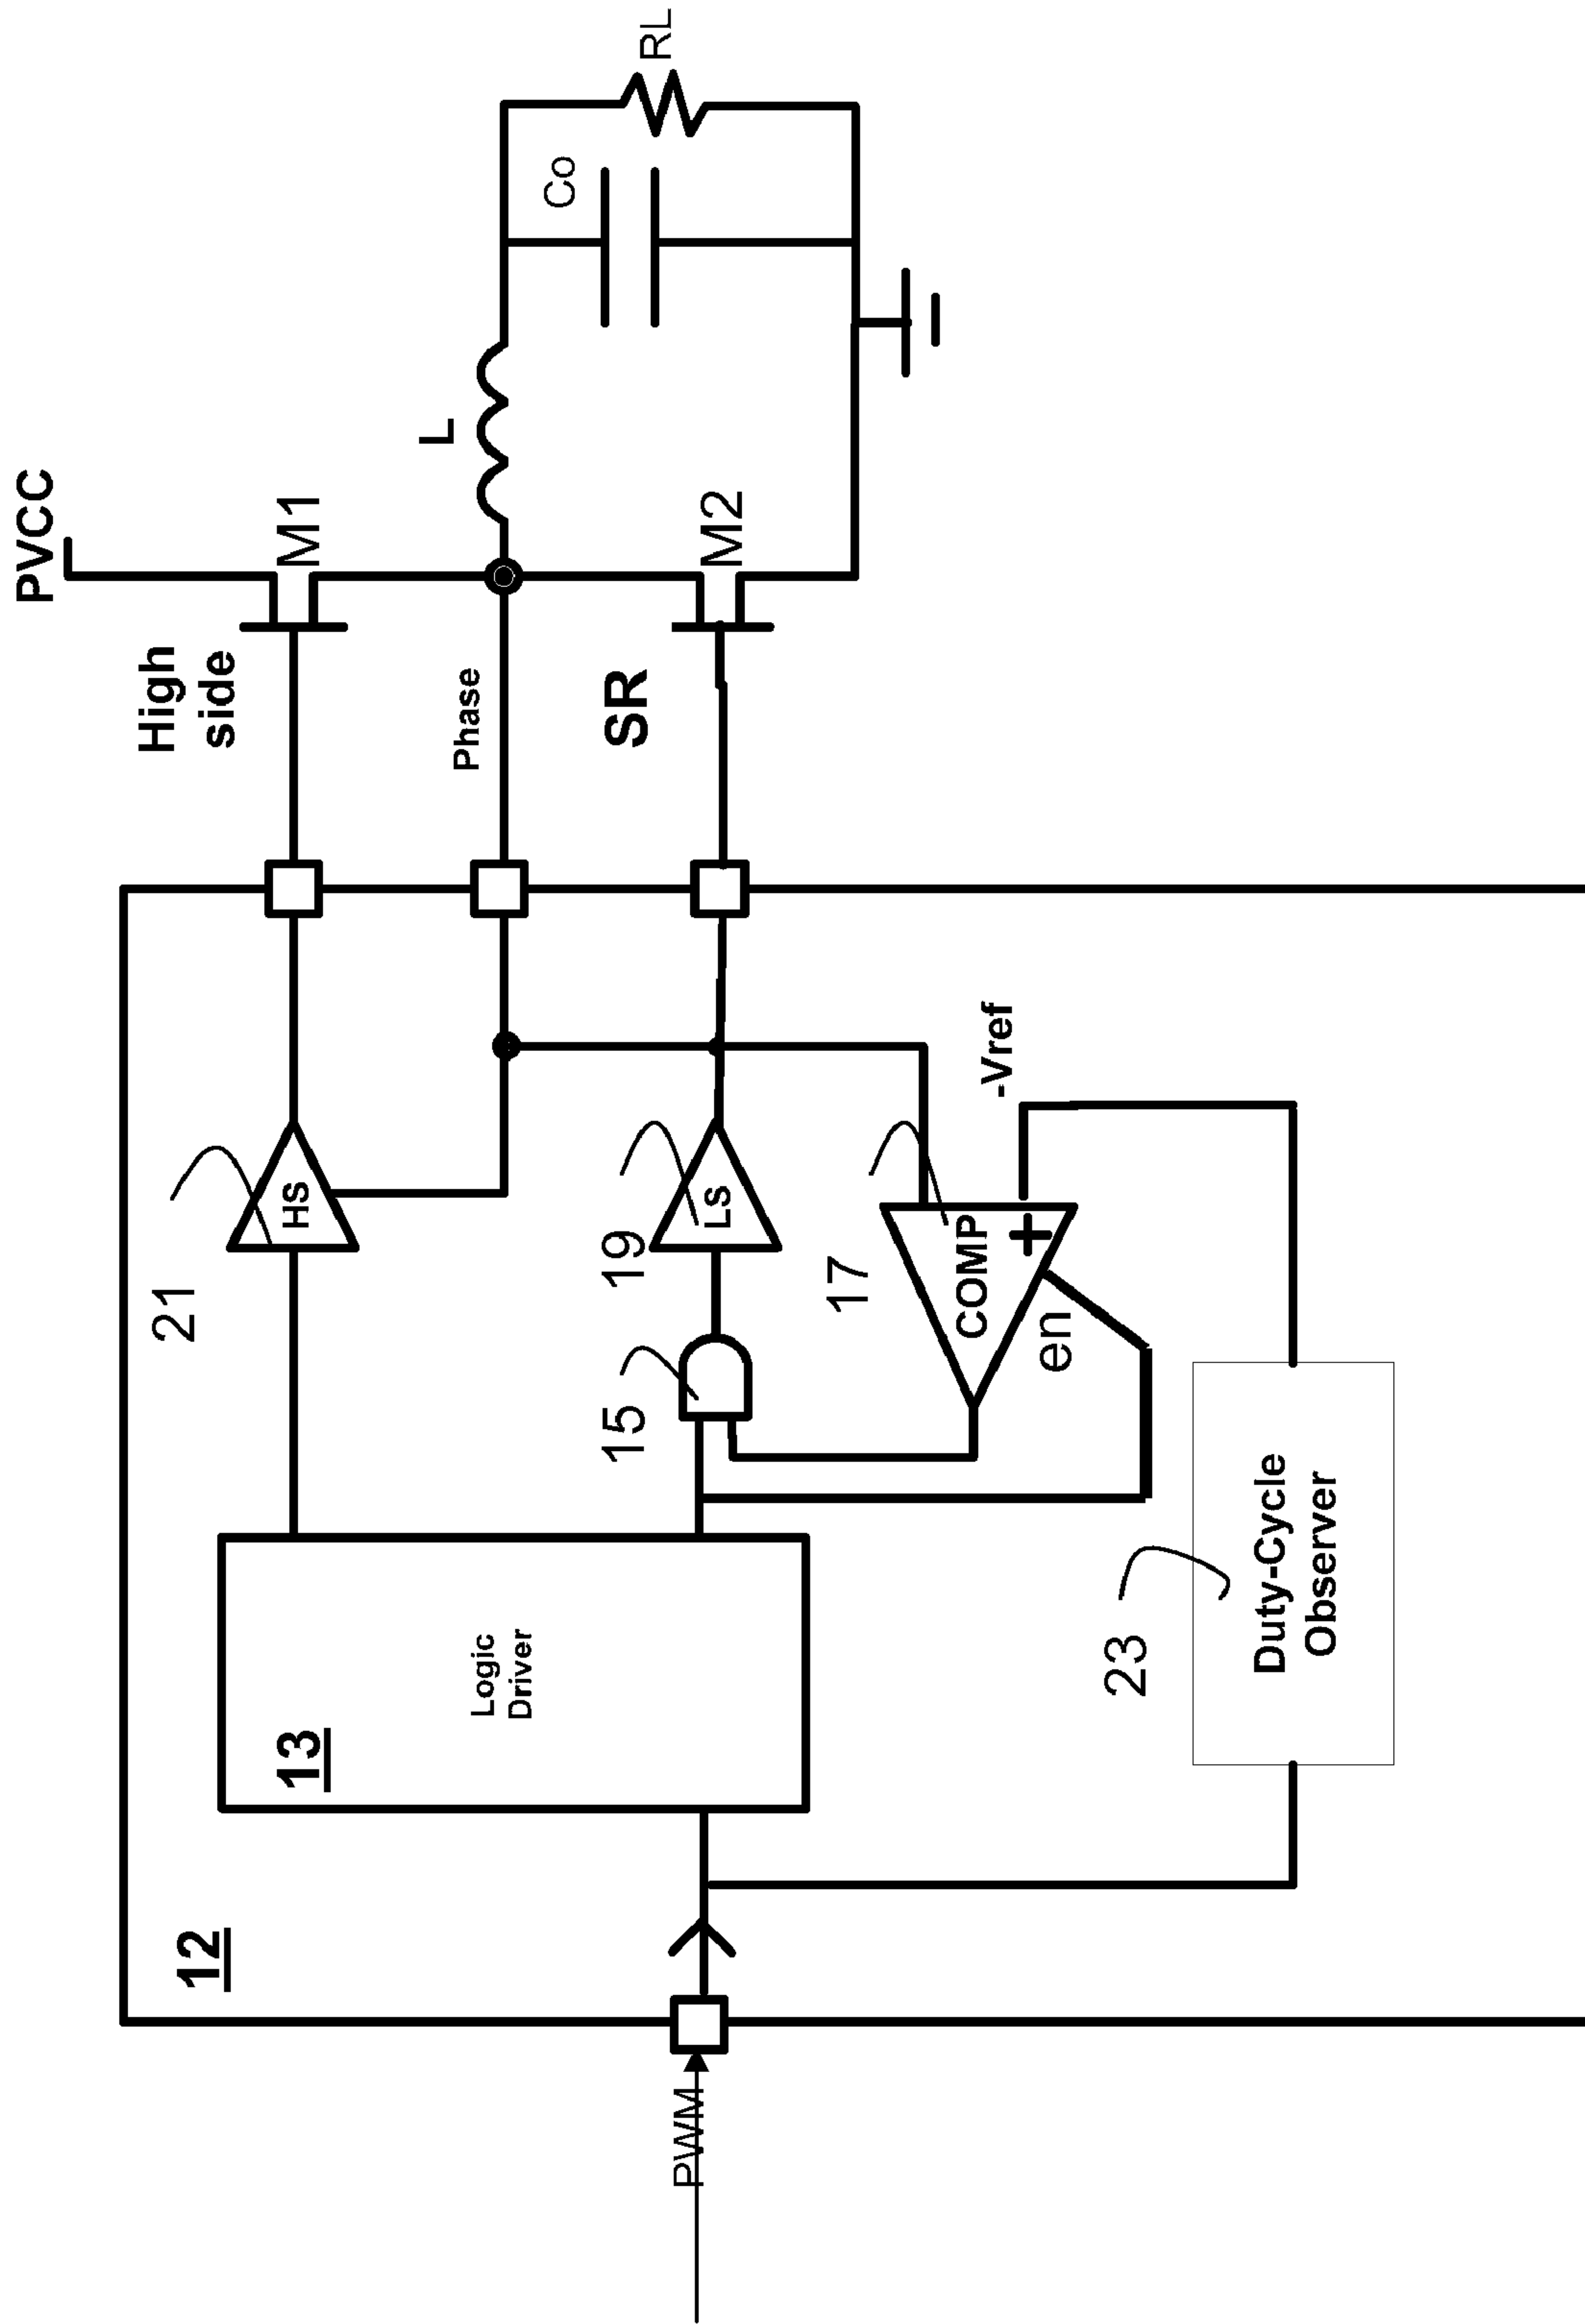 PVCC
High
side
M1
L
Co
RL
Phase
SR
M2
12
21
HS
13
Logic
Driver
15
19
LS
17
COMP
+
-Vref
en
PWM
23
Duty-Cycle
Observer